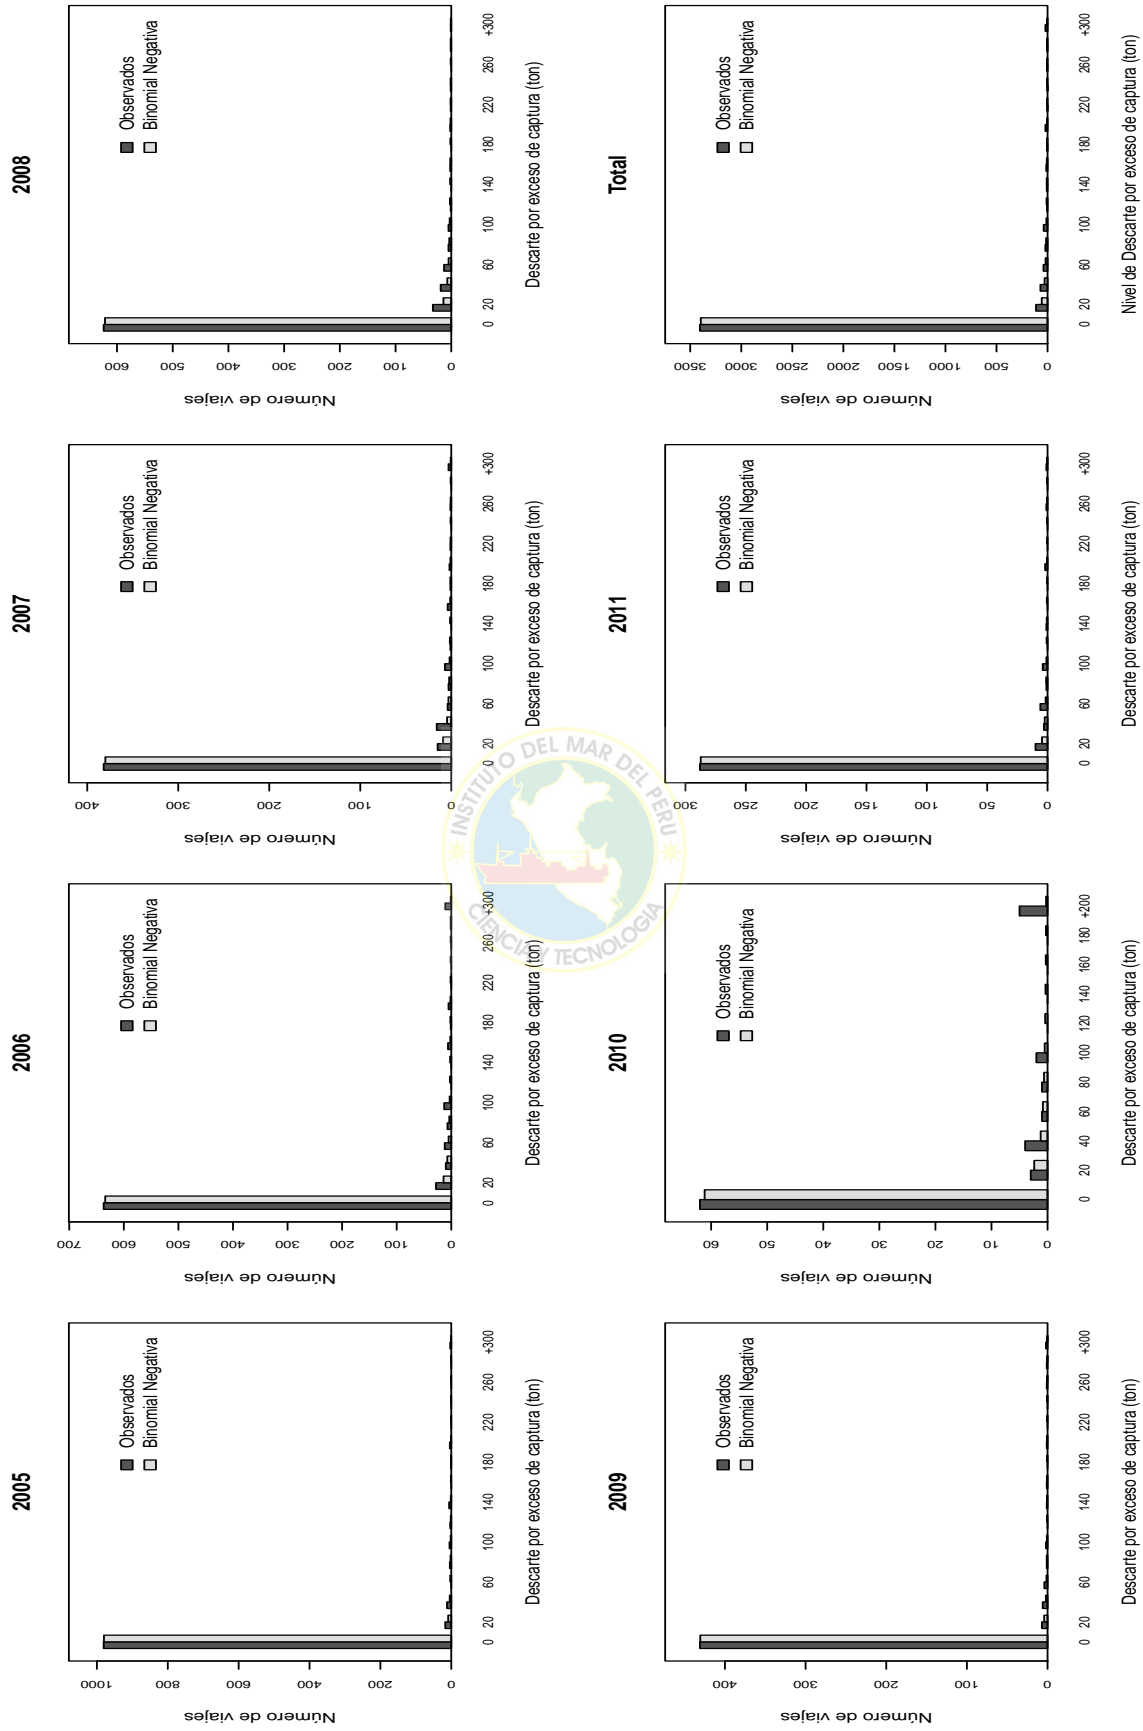 2005
Número de viajes
1000
800
600
400
200
0
Observados
Binomial Negativa
0 20 60 100 140 180 220 260 +300
Descarte por exceso de captura (ton)
2006
Número de viajes
700
600
500
400
300
200
100
0
Observados
Binomial Negativa
0 20 60 100 140 180 220 260 +300
Descarte por exceso de captura (ton)
2007
Número de viajes
400
300
200
100
0
Observados
Binomial Negativa
0 20 60 100 140 180 220 260 +300
Descarte por exceso de captura (ton)
2008
Número de viajes
600
500
400
300
200
100
0
Observados
Binomial Negativa
0 20 60 100 140 180 220 260 +300
Descarte por exceso de captura (ton)
INSTITUTO DEL MAR DEL PERU
CIENCIA Y TECNOLOGIA
2009
Número de viajes
400
300
200
100
0
Observados
Binomial Negativa
0 20 60 100 140 180 220 260 +300
Descarte por exceso de captura (ton)
2010
Número de viajes
60
50
40
30
20
10
0
Observados
Binomial Negativa
0 20 40 60 80 100 120 140 160 180 +200
Descarte por exceso de captura (ton)
2011
Número de viajes
300
250
200
150
100
50
0
Observados
Binomial Negativa
0 20 60 100 140 180 220 260 +300
Descarte por exceso de captura (ton)
Total
Número de viajes
3500
3000
2500
2000
1500
1000
500
0
Observados
Binomial Negativa
0 20 60 100 140 180 220 260 +300
Nivel de Descarte por exceso de captura (ton)